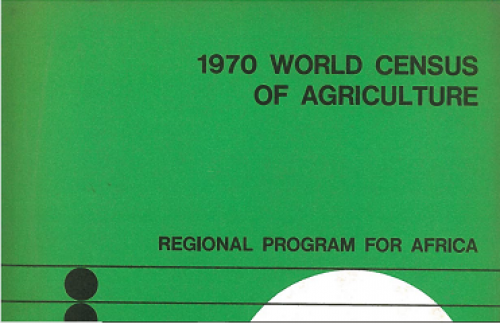 1970 WORLD CENSUS
OF AGRICULTURE
REGIONAL PROGRAM FOR AFRICA